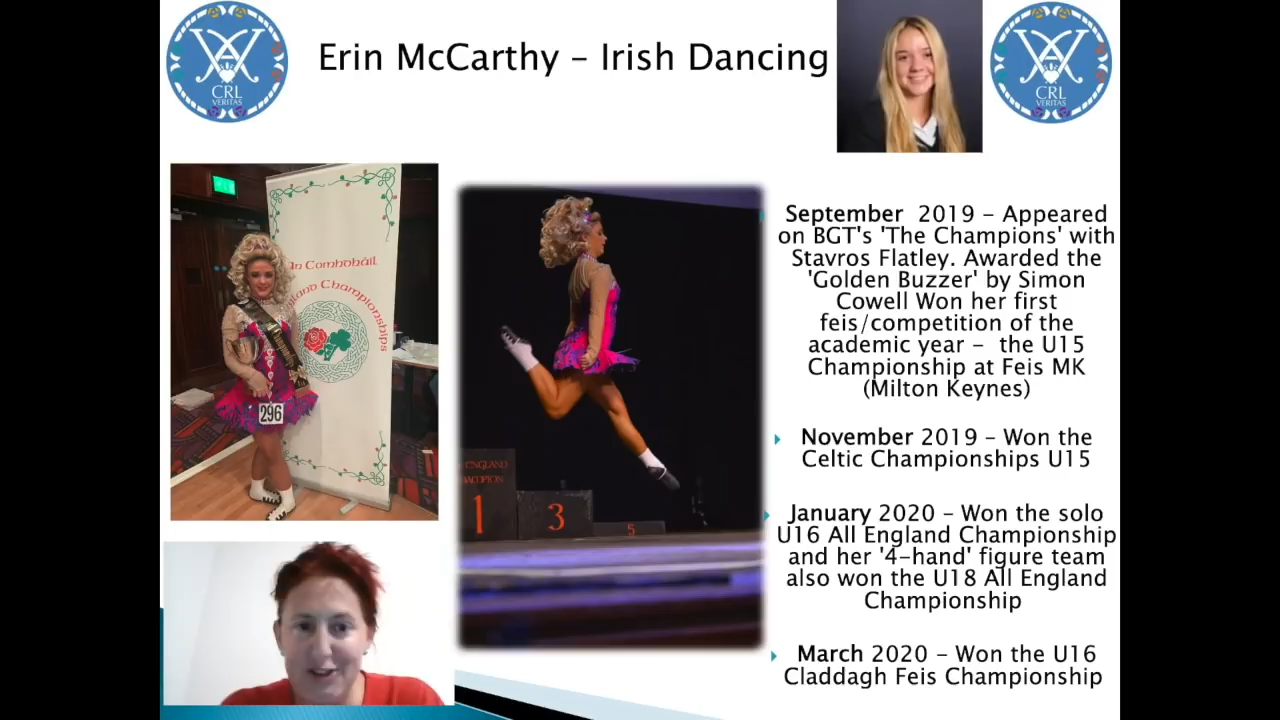 CRL
VERITAS
Erin McCarthy – Irish Dancing
CRL
VERITAS
An Comhdháil
Championships
296
ENGLAND
1
3
5
September 2019 – Appeared
on BGT's 'The Champions' with
Stavros Flatley. Awarded the
'Golden Buzzer' by Simon
Cowell Won her first
feis/competition of the
academic year – the U15
Championship at Feis MK
(Milton Keynes)
November 2019 – Won the
Celtic Championships U15
January 2020 – Won the solo
U16 All England Championship
and her '4-hand' figure team
also won the U18 All England
Championship
March 2020 – Won the U16
Claddagh Feis Championship